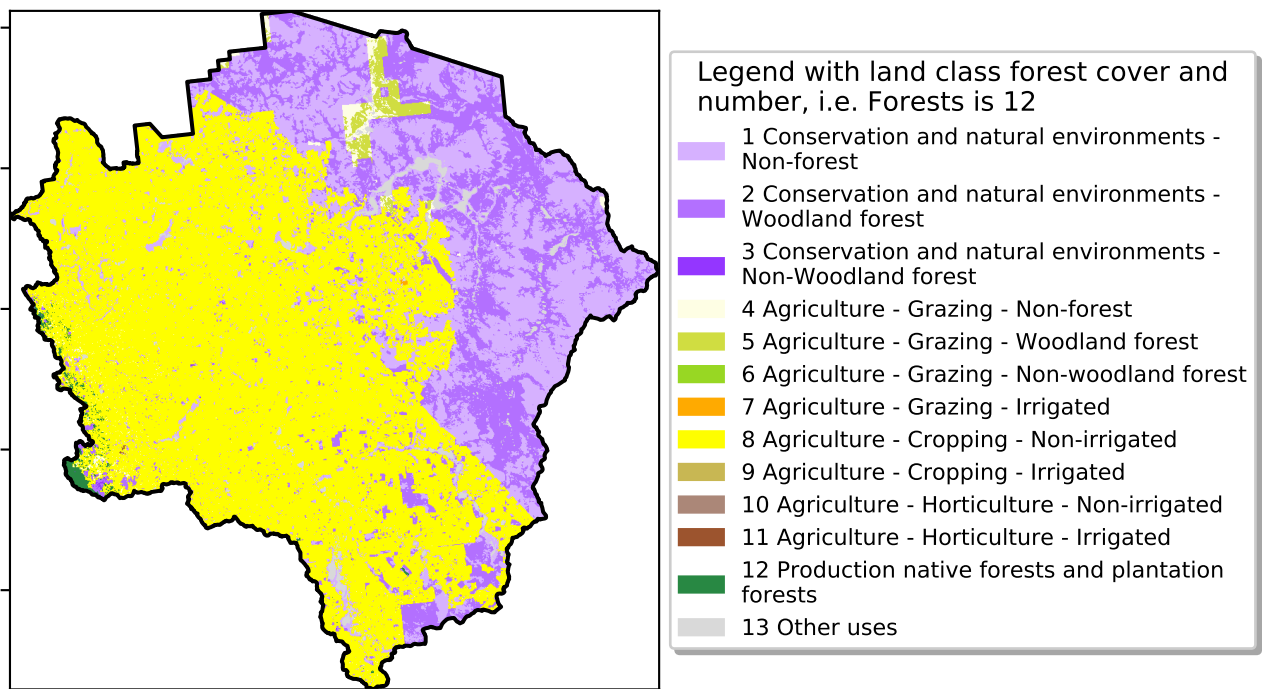 Legend with land class forest cover and
number, i.e. Forests is 12
1 Conservation and natural environments -
Non-forest
2 Conservation and natural environments -
Woodland forest
3 Conservation and natural environments -
Non-Woodland forest
4 Agriculture - Grazing - Non-forest
5 Agriculture - Grazing - Woodland forest
6 Agriculture - Grazing - Non-woodland forest
7 Agriculture - Grazing - Irrigated
8 Agriculture - Cropping - Non-irrigated
9 Agriculture - Cropping - Irrigated
10 Agriculture - Horticulture - Non-irrigated
11 Agriculture - Horticulture - Irrigated
12 Production native forests and plantation
forests
13 Other uses